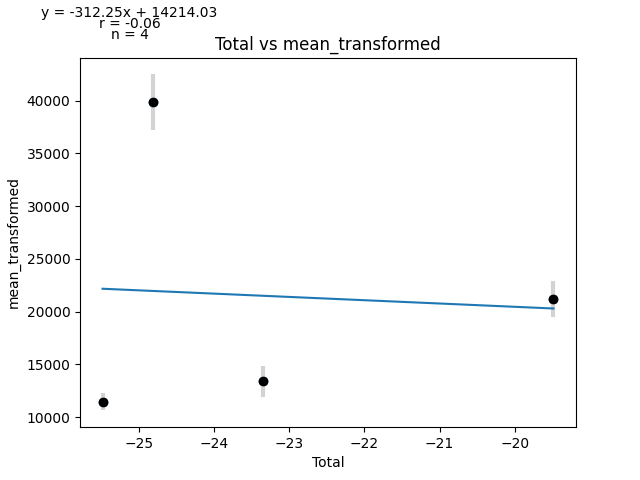 y = -312.25x + 14214.03
r = -0.06
n = 4
Total vs mean_transformed
40000
35000
30000
25000
20000
15000
10000
mean_transformed
−25
−24
−23
−22
−21
−20
Total